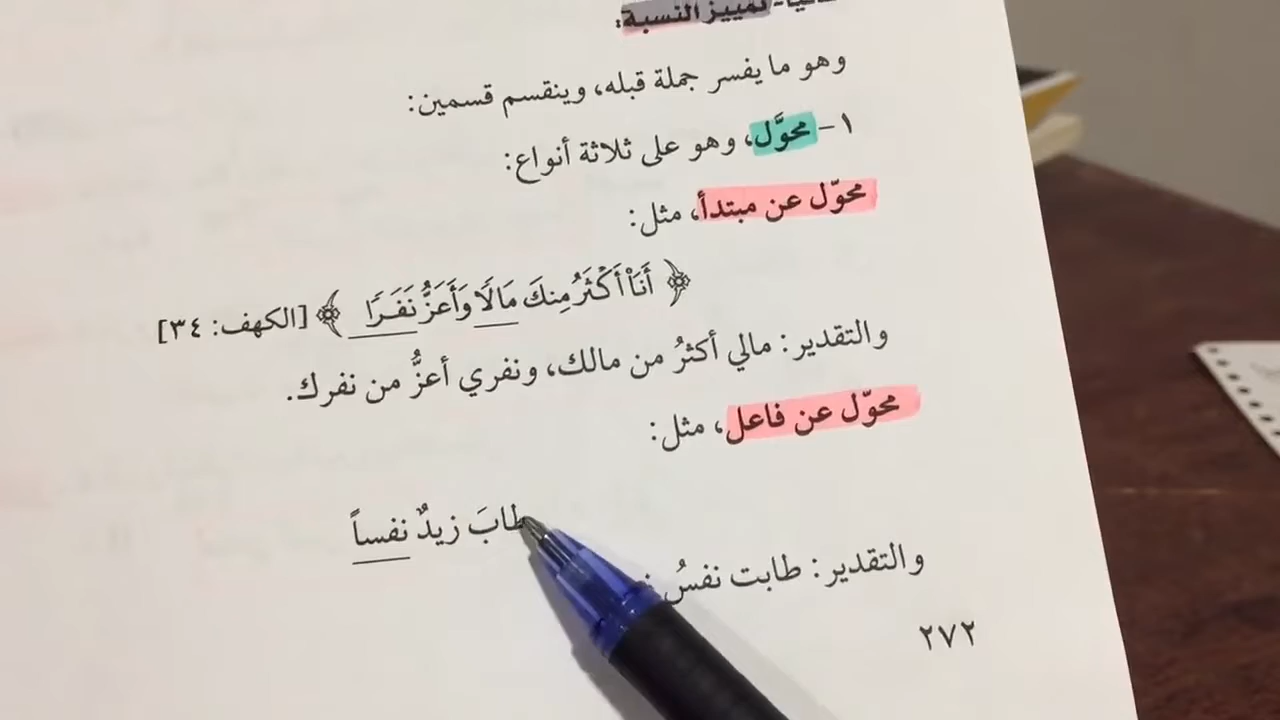 تمييز النسبة:
وهو ما يفسر جملة قبله، وينقسم قسمين:
١- محوَّل، وهو على ثلاثة أنواع:
محوّل عن مبتدأ، مثل:
﴿ أَنَا۠ أَكْثَرُ مِنكَ مَالًا وَأَعَزُّ نَفَرًا ﴾ [الكهف: ٣٤]
والتقدير: مالي أكثرُ من مالك، ونفري أعزُّ من نفرك.
محوّل عن فاعل، مثل:
طابَ زيدٌ نفساً
والتقدير: طابت نفسُ
٢٧٢